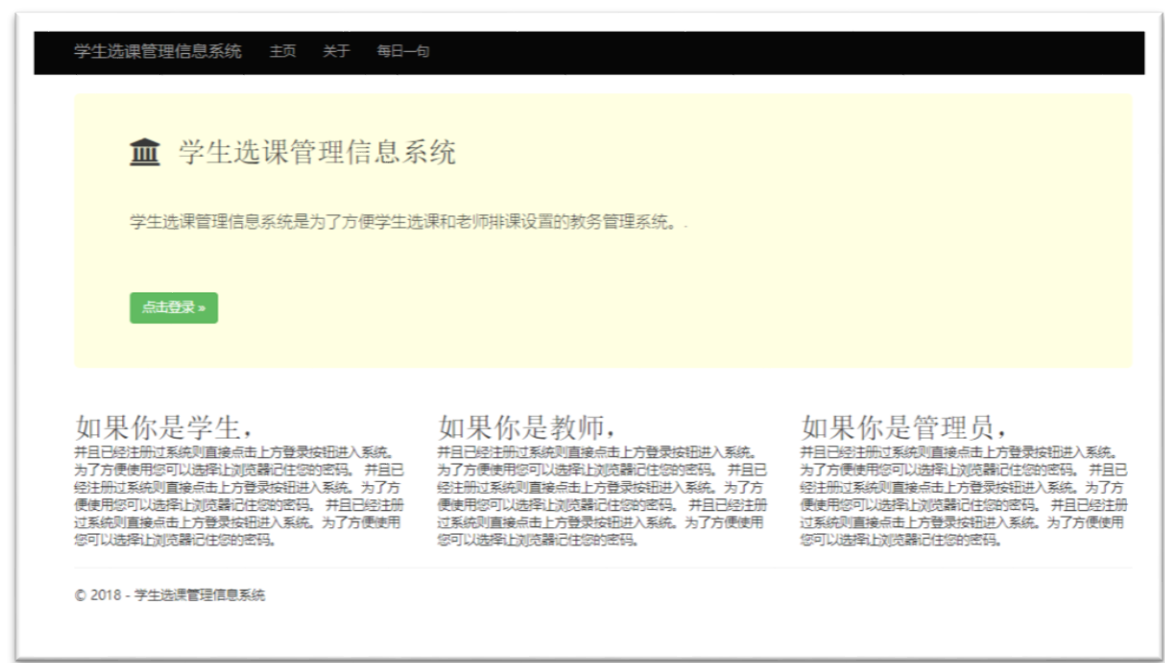 学生选课管理信息系统 主页 关于 每日一句
学生选课管理信息系统
学生选课管理信息系统是为了方便学生选课和老师排课设置的教务管理系统。.
点击登录 »
如果你是学生，
并且已经注册过系统则直接点击上方登录按钮进入系统。
为了方便使用您可以选择让浏览器记住您的密码。 并且已
经注册过系统则直接点击上方登录按钮进入系统。为了方
便使用您可以选择让浏览器记住您的密码。 并且已经注册
过系统则直接点击上方登录按钮进入系统。为了方便使用
您可以选择让浏览器记住您的密码。
如果你是教师，
并且已经注册过系统则直接点击上方登录按钮进入系统。
为了方便使用您可以选择让浏览器记住您的密码。 并且已
经注册过系统则直接点击上方登录按钮进入系统。为了方
便使用您可以选择让浏览器记住您的密码。 并且已经注册
过系统则直接点击上方登录按钮进入系统。为了方便使用
您可以选择让浏览器记住您的密码。
如果你是管理员，
并且已经注册过系统则直接点击上方登录按钮进入系统。
为了方便使用您可以选择让浏览器记住您的密码。 并且已
经注册过系统则直接点击上方登录按钮进入系统。为了方
便使用您可以选择让浏览器记住您的密码。 并且已经注册
过系统则直接点击上方登录按钮进入系统。为了方便使用
您可以选择让浏览器记住您的密码。
© 2018 - 学生选课管理信息系统